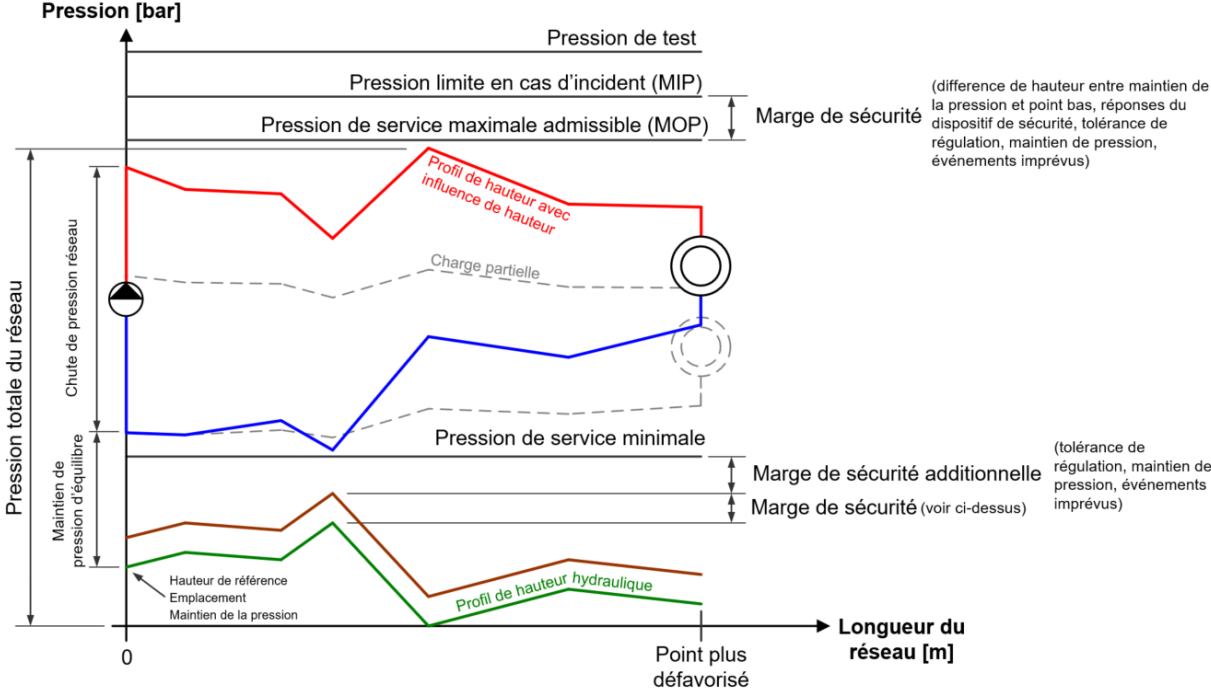 Pression [bar]
Pression de test
Pression limite en cas d'incident (MIP)
Pression de service maximale admissible (MOP)
Marge de sécurité
(difference de hauteur entre maintien de
la pression et point bas, réponses du
dispositif de sécurité, tolérance de
régulation, maintien de pression,
événements imprévus)
Profil de hauteur avec
influence de hauteur
Charge partielle
Pression totale du réseau
Chute de pression réseau
Maintien de
pression d'équilibre
Pression de service minimale
Marge de sécurité additionnelle
(tolérance de
régulation, maintien de
pression, événements
imprévus)
Marge de sécurité (voir ci-dessus)
Hauteur de référence
Emplacement
Maintien de la pression
Profil de hauteur hydraulique
0
Point plus
défavorisé
Longueur du
réseau [m]